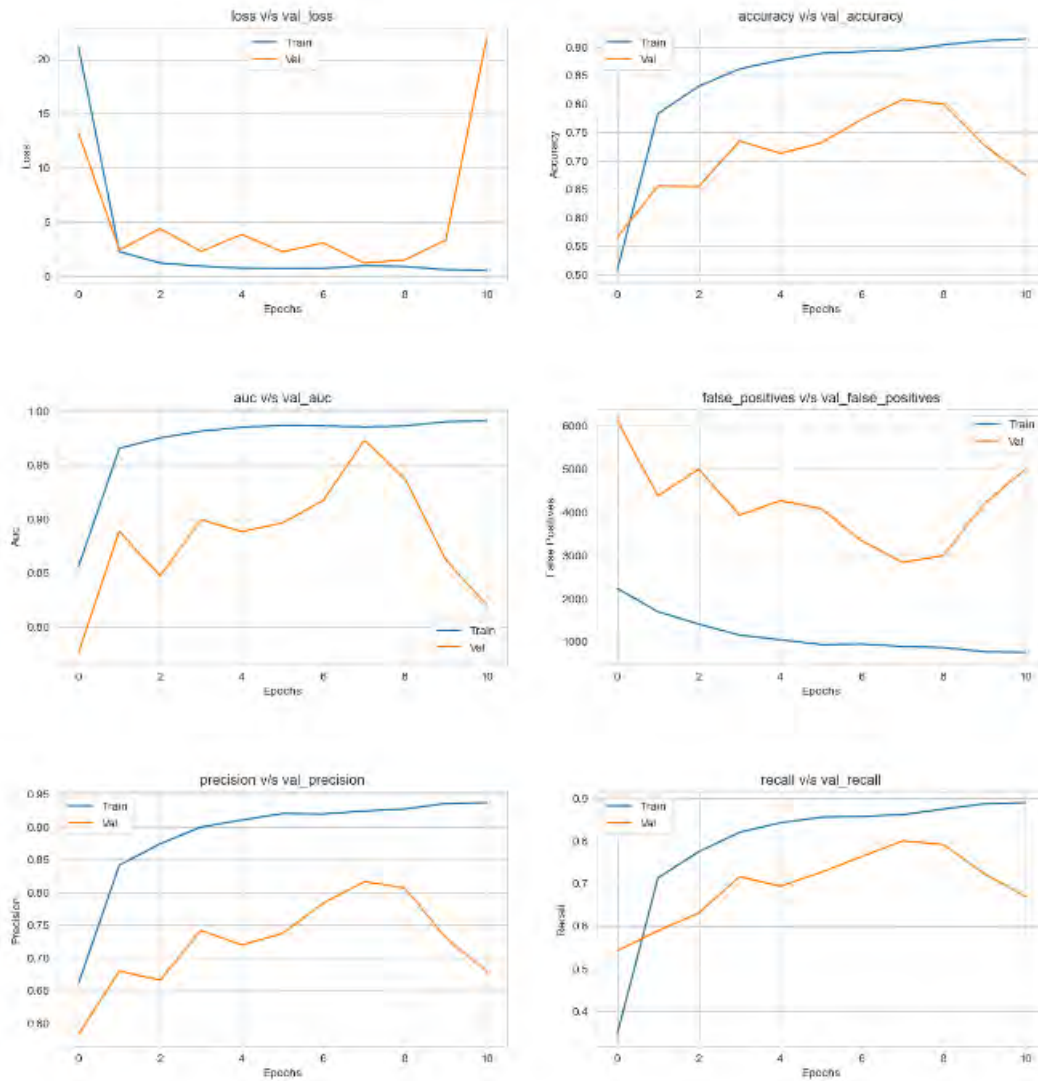 loss v/s val_loss
Train
Val
20
15
10
5
0
Loss
0 2 4 6 8 10
Epochs
accuracy v/s val_accuracy
Train
Val
0.90
0.85
0.80
0.75
0.70
0.65
0.60
0.55
0.50
Accuracy
0 2 4 6 8 10
Epochs
auc v/s val_auc
1.00
0.95
0.90
0.85
0.80
Auc
Train
Val
0 2 4 6 8 10
Epochs
false_positives v/s val_false_positives
Train
Val
6000
5000
4000
3000
2000
1000
False Positives
0 2 4 6 8 10
Epochs
precision v/s val_precision
Train
Val
0.95
0.90
0.85
0.80
0.75
0.70
0.65
0.60
Precision
0 2 4 6 8 10
Epochs
recall v/s val_recall
Train
Val
0.9
0.8
0.7
0.6
0.5
0.4
Recall
0 2 4 6 8 10
Epochs